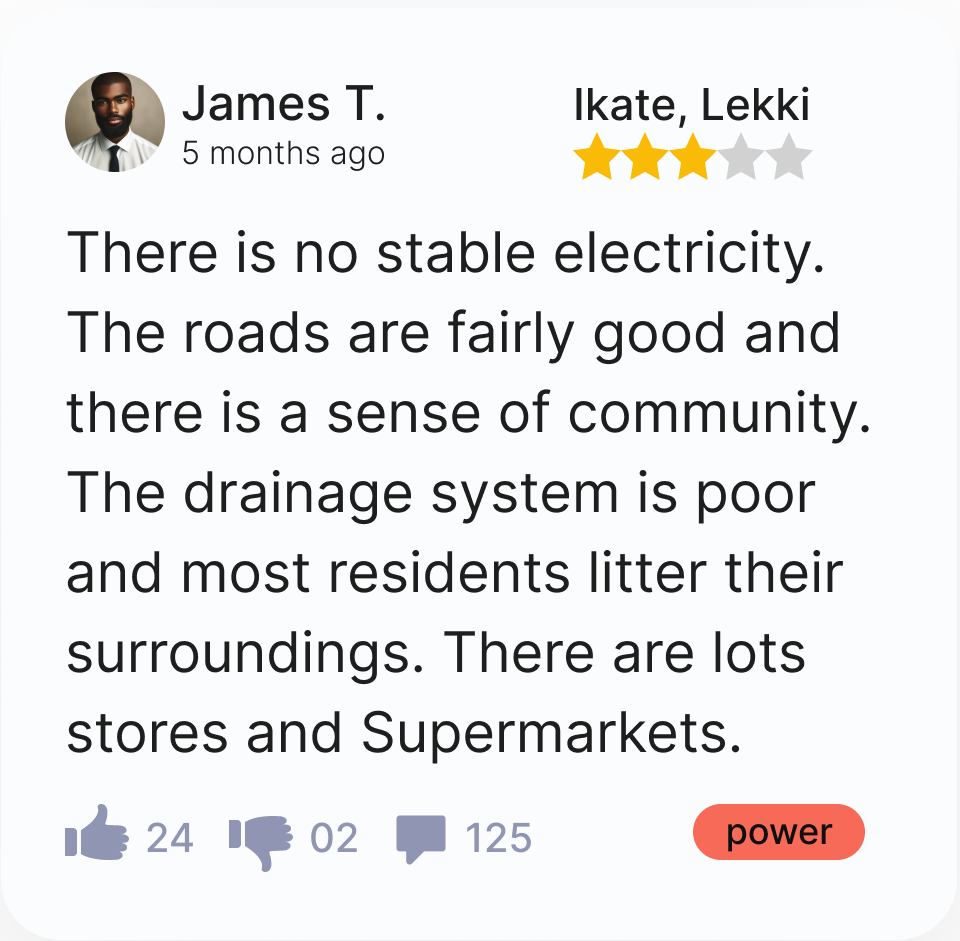 James T.
Ikate, Lekki
5 months ago
There is no stable electricity.
The roads are fairly good and
there is a sense of community.
The drainage system is poor
and most residents litter their
surroundings. There are lots
stores and Supermarkets.
24
02
125
power